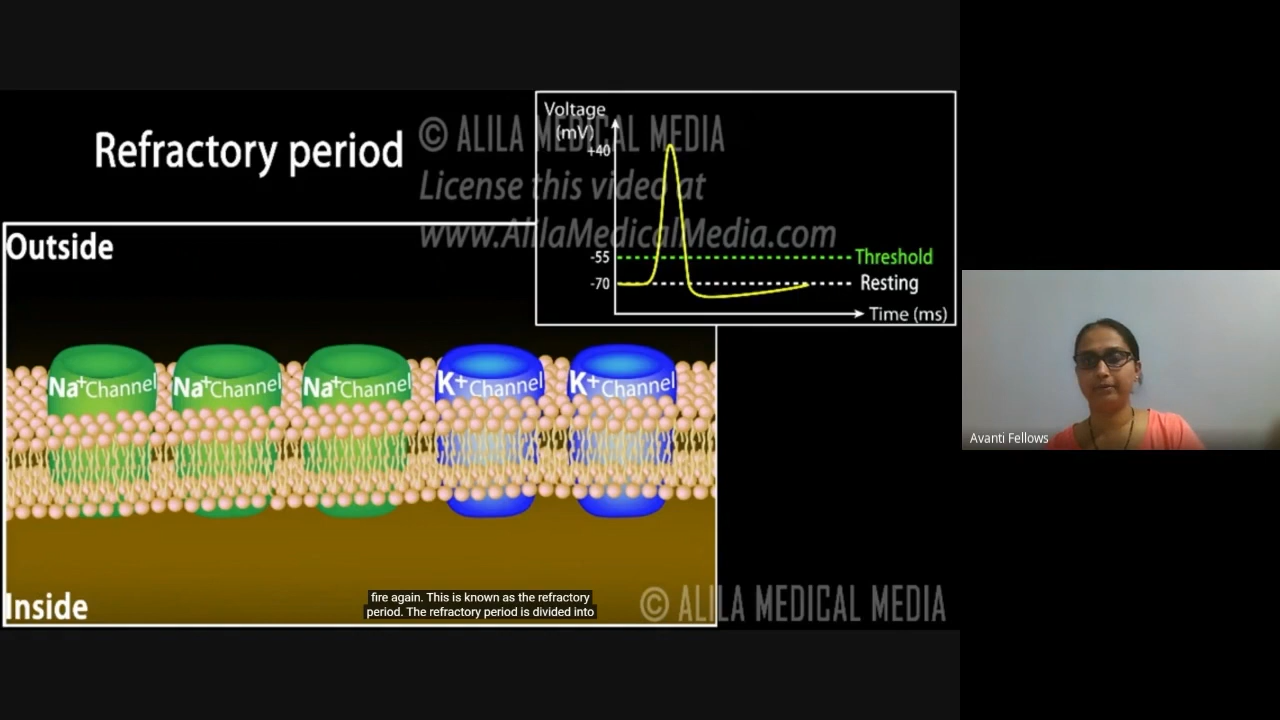 Refractory period
© ALILA MEDICAL MEDIA
License this video at
www.AlilaMedicalMedia.com
Voltage
(mV)
+40
-55
Threshold
-70
Resting
Time (ms)
Outside
Na+ Channel
Na+ Channel
Na+ Channel
K+ Channel
K+ Channel
Inside
fire again. This is known as the refractory
period. The refractory period is divided into
© ALILA MEDICAL MEDIA
Avanti Fellows